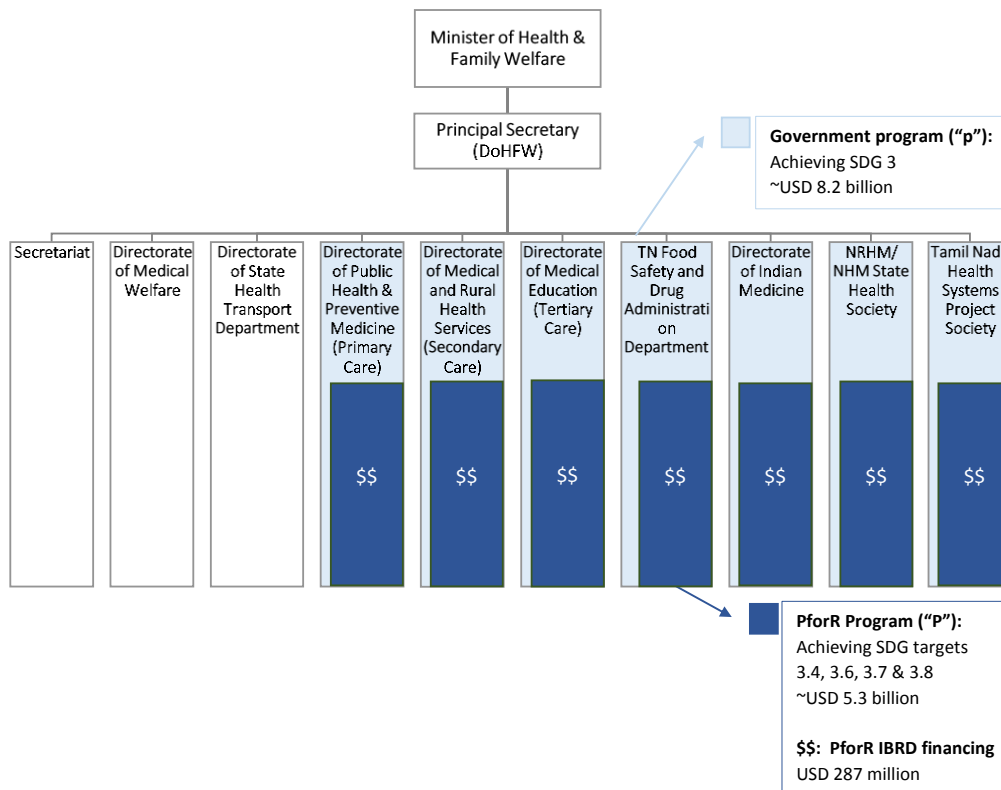 Minister of Health &
Family Welfare
Principal Secretary
(DoHFW)
Government program (“p”):
Achieving SDG 3
~USD 8.2 billion
Secretariat
Directorate
of Medical
Welfare
Directorate
of State
Health
Transport
Department
Directorate
of Public
Health &
Preventive
Medicine
(Primary
Care)
Directorate
of Medical
and Rural
Health
Services
(Secondary
Care)
Directorate
of Medical
Education
(Tertiary
Care)
TN Food
Safety and
Drug
Administrati
on
Department
Directorate
of Indian
Medicine
NRHM/
NHM State
Health
Society
Tamil Nad
Health
Systems
Project
Society
$$
$$
$$
$$
$$
$$
$$
PforR Program (“P”):
Achieving SDG targets
3.4, 3.6, 3.7 & 3.8
~USD 5.3 billion
$$: PforR IBRD financing
USD 287 million